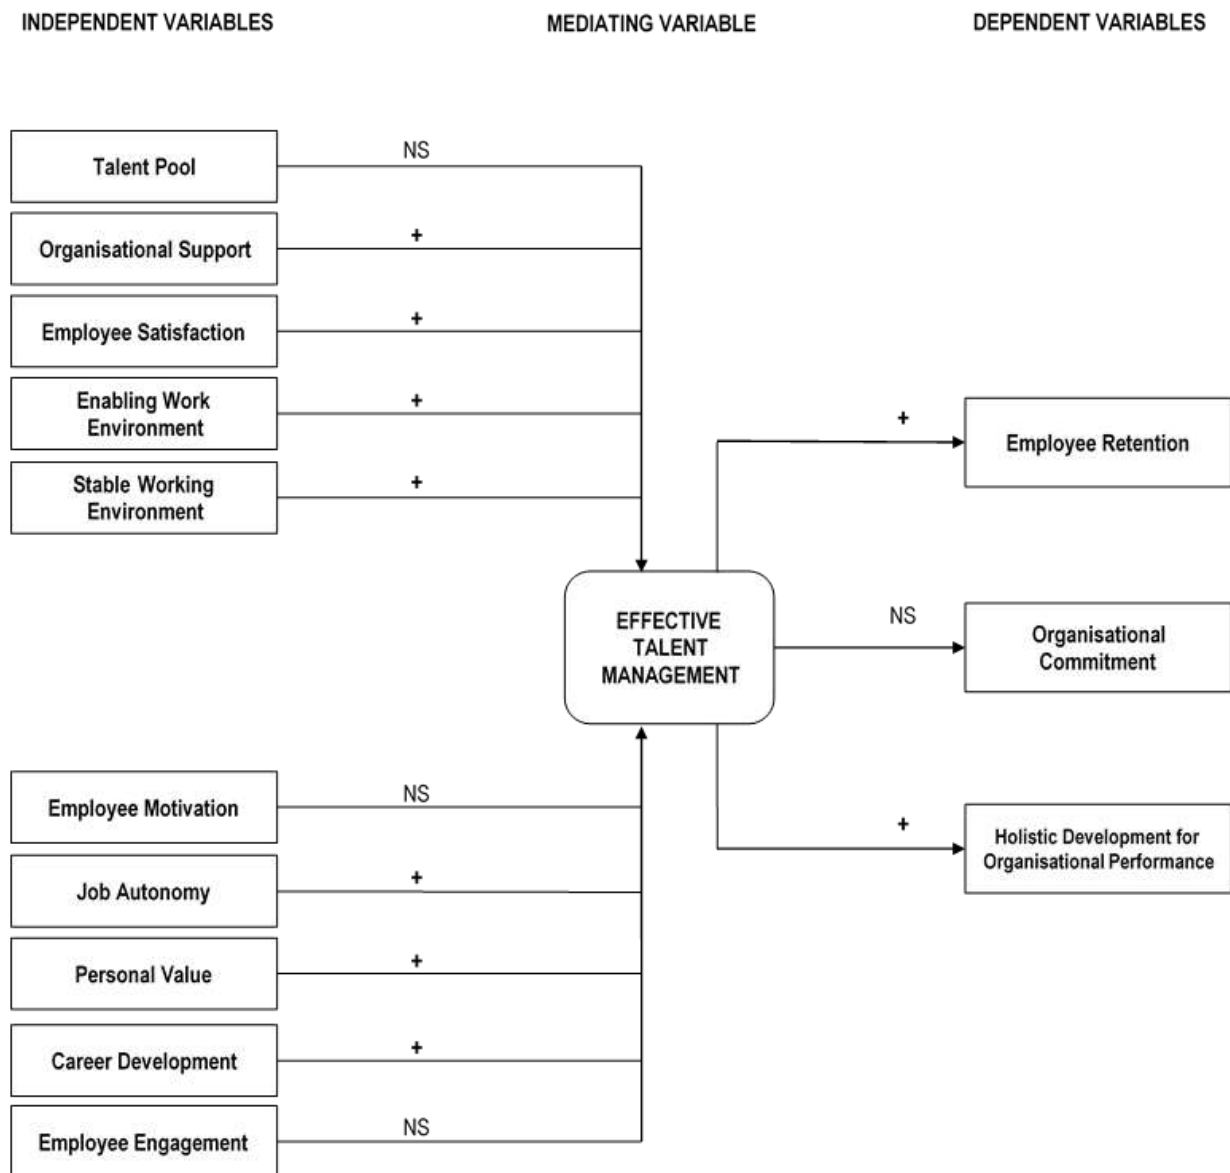 INDEPENDENT VARIABLES
MEDIATING VARIABLE
DEPENDENT VARIABLES
Talent Pool
NS
Organisational Support
+
Employee Satisfaction
+
Enabling Work
Environment
+
Stable Working
Environment
+
EFFECTIVE
TALENT
MANAGEMENT
+
Employee Retention
NS
Organisational
Commitment
+
Holistic Development for
Organisational Performance
Employee Motivation
NS
Job Autonomy
+
Personal Value
+
Career Development
+
Employee Engagement
NS